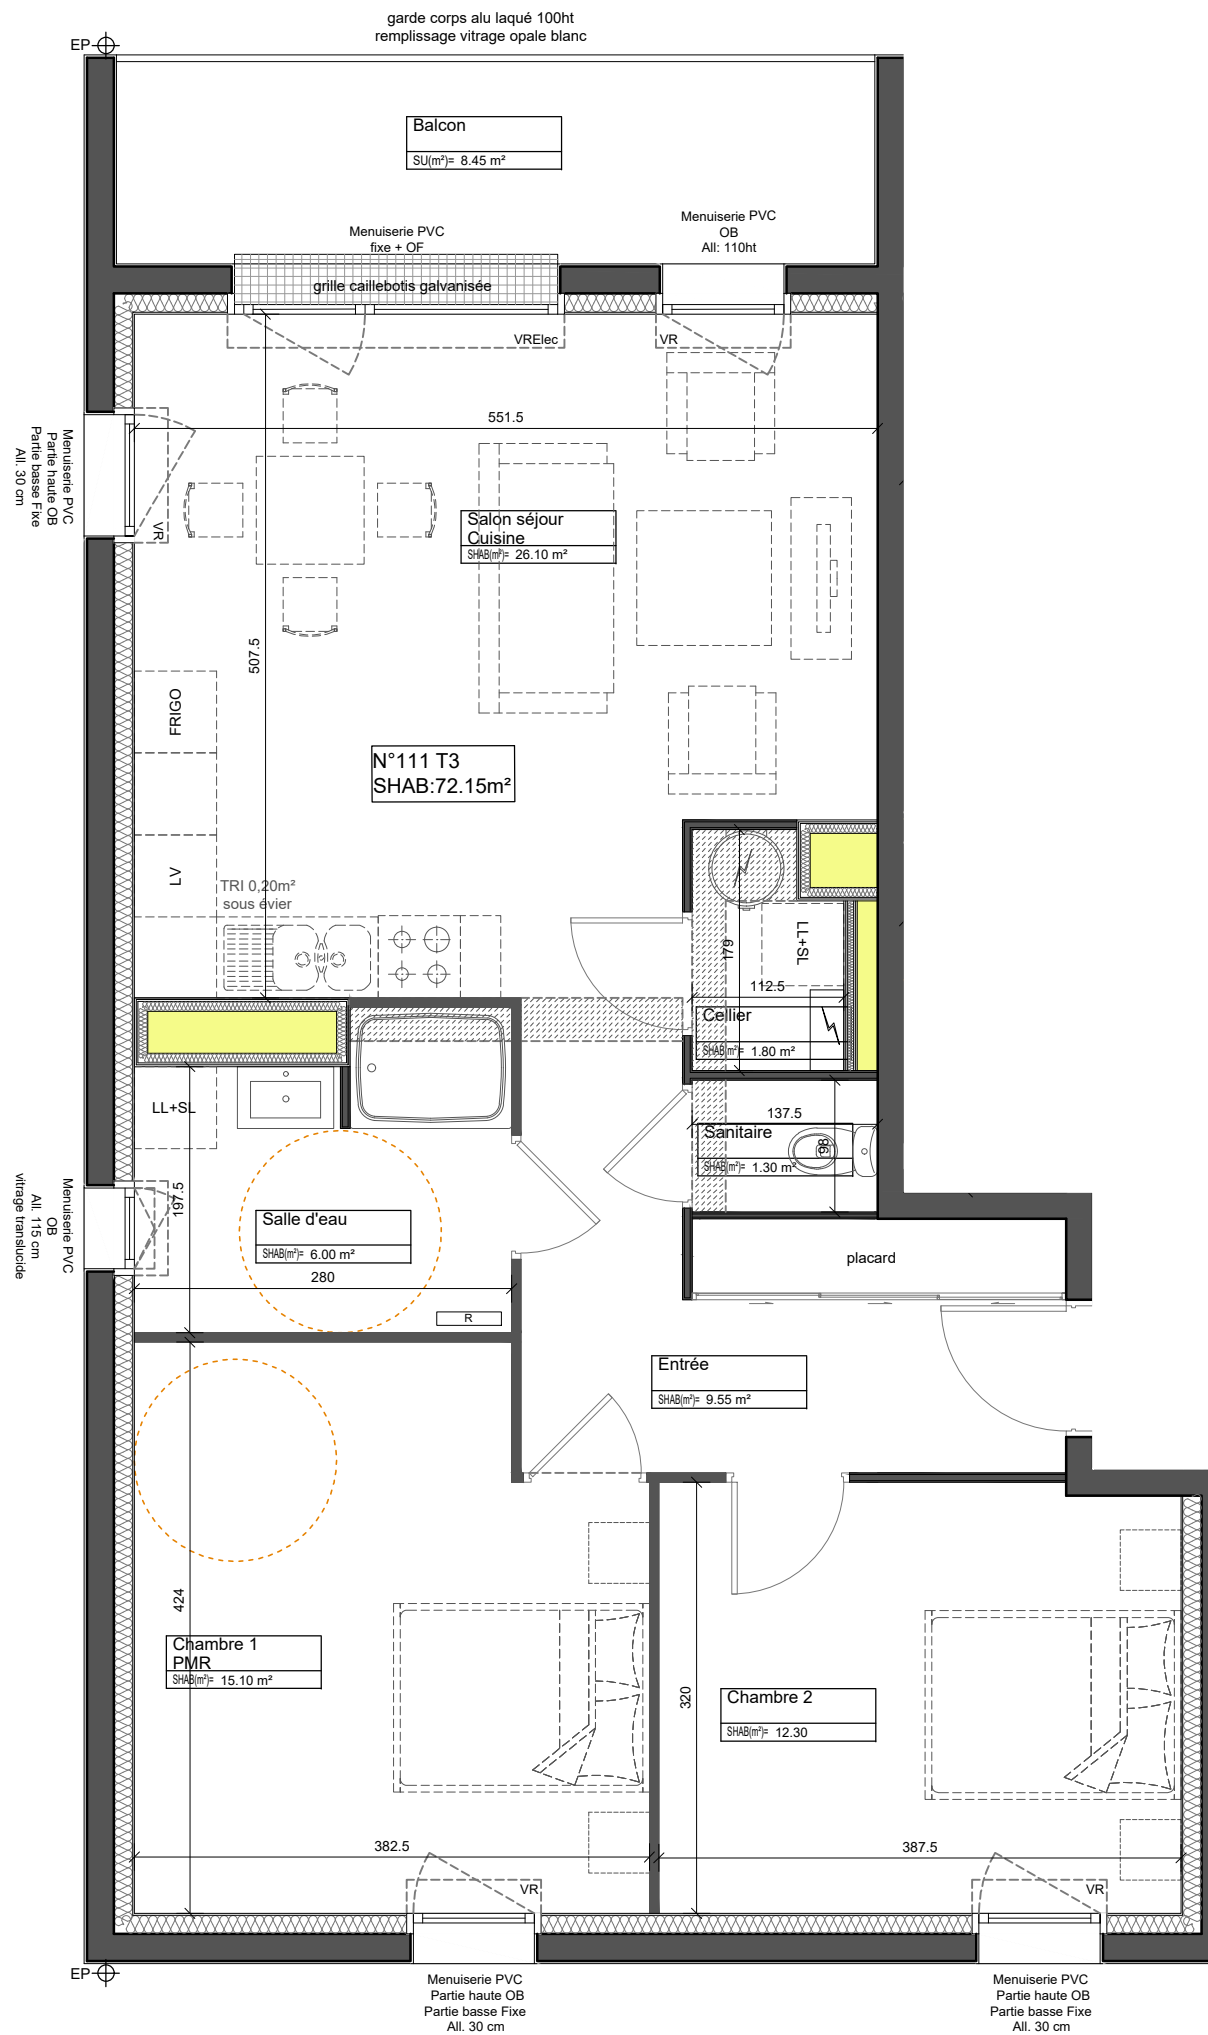 garde corps alu laqué 100ht
remplissage vitrage opale blanc
EP
Balcon
SU(m²)= 8.45 m²
Menuiserie PVC
fixe + OF
Menuiserie PVC
OB
All: 110ht
grille caillebotis galvanisée
VRElec
VR
551.5
Menuiserie PVC
Partie haute OB
Partie basse Fixe
All. 30 cm
VR
Salon séjour
Cuisine
SHAB(m²)= 26.10 m²
507.5
FRIGO
N°111 T3
SHAB:72.15m²
LV
TRI 0,20m²
sous évier
LL+SL
179
112.5
Cellier
SHAB(m²)= 1.80 m²
LL+SL
137.5
Sanitaire
SHAB(m²)= 1.30 m²
98
Menuiserie PVC
OB
All. 115 cm
vitrage translucide
197.5
Salle d'eau
SHAB(m²)= 6.00 m²
280
R
placard
Entrée
SHAB(m²)= 9.55 m²
424
Chambre 1
PMR
SHAB(m²)= 15.10 m²
320
Chambre 2
SHAB(m²)= 12.30
382.5
387.5
VR
VR
EP
Menuiserie PVC
Partie haute OB
Partie basse Fixe
All. 30 cm
Menuiserie PVC
Partie haute OB
Partie basse Fixe
All. 30 cm